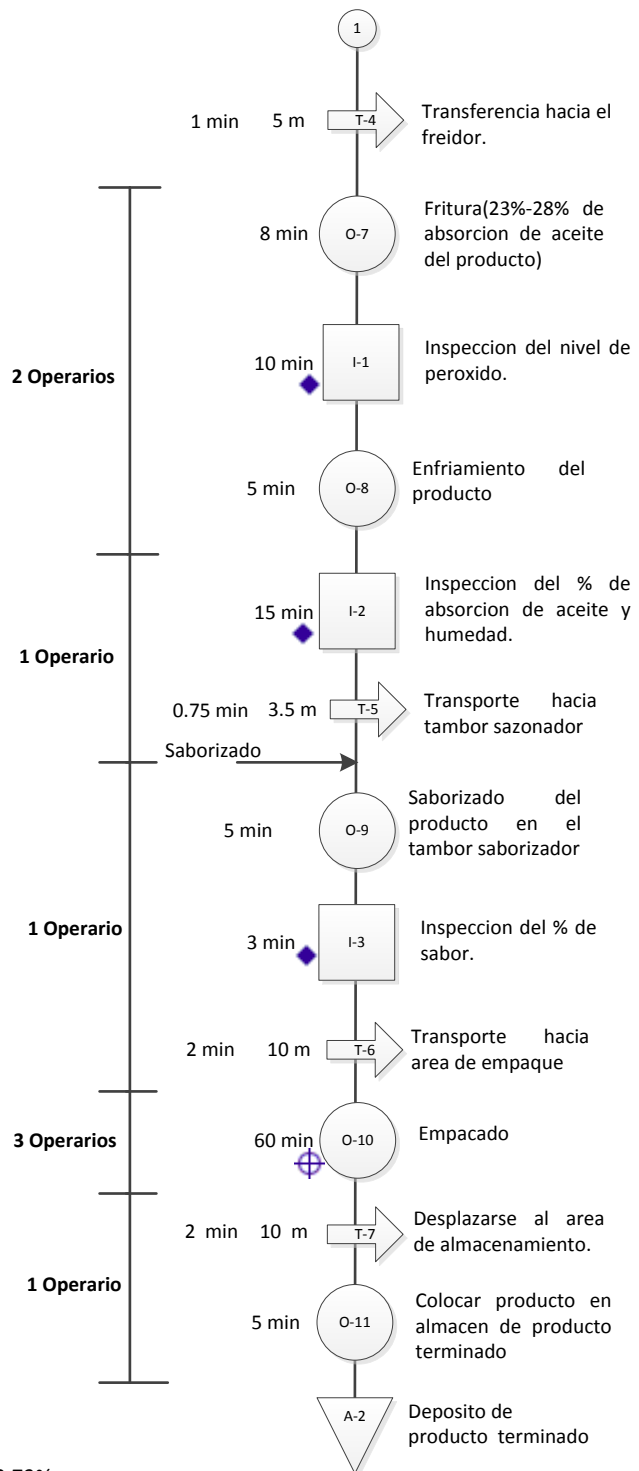 1
1 min 5 m T-4 Transferencia hacia el
freidor.
8 min O-7 Fritura(23%-28% de
absorcion de aceite
del producto)
2 Operarios
10 min I-1 Inspeccion del nivel de
peroxido.
5 min O-8 Enfriamiento del
producto
1 Operario
15 min I-2 Inspeccion del % de
absorcion de aceite y
humedad.
0.75 min 3.5 m T-5 Transporte hacia
tambor sazonador
Saborizado
5 min O-9 Saborizado del
producto en el
tambor saborizador
1 Operario
3 min I-3 Inspeccion del % de
sabor.
2 min 10 m T-6 Transporte hacia
area de empaque
3 Operarios
60 min O-10 Empacado
2 min 10 m T-7 Desplazarse al area
de almacenamiento.
1 Operario
5 min O-11 Colocar producto en
almacen de producto
terminado
A-2 Deposito de
producto terminado